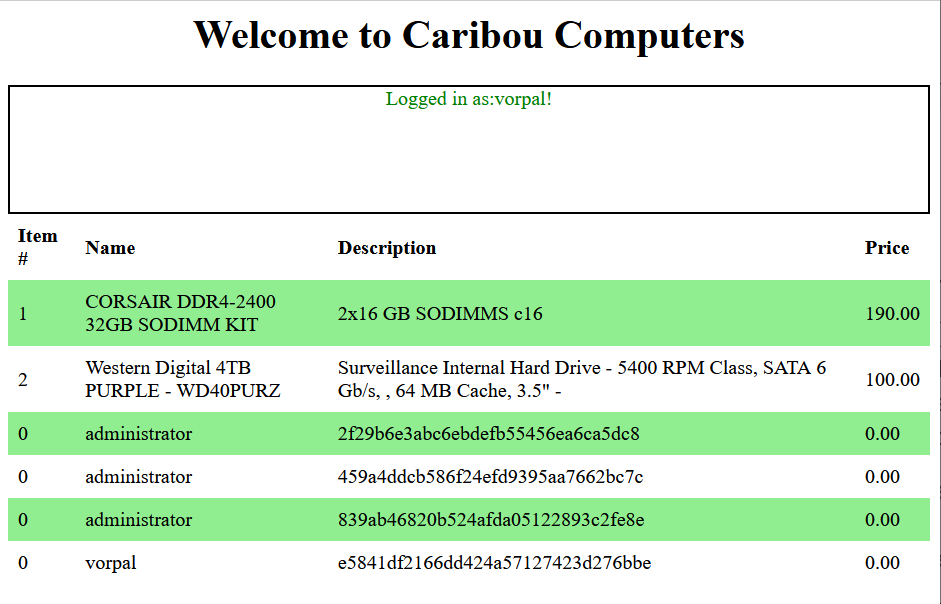 Welcome to Caribou Computers
Logged in as:vorpal!
Item # Name Description Price
1 CORSAIR DDR4-2400 32GB SODIMM KIT 2x16 GB SODIMMS c16 190.00
2 Western Digital 4TB PURPLE - WD40PURZ Surveillance Internal Hard Drive - 5400 RPM Class, SATA 6 Gb/s, , 64 MB Cache, 3.5" - 100.00
0 administrator 2f29b6e3abc6ebdefb55456ea6ca5dc8 0.00
0 administrator 459a4ddcb586f24efd9395aa7662bc7c 0.00
0 administrator 839ab46820b524afda05122893c2fe8e 0.00
0 vorpal e5841df2166dd424a57127423d276bbe 0.00